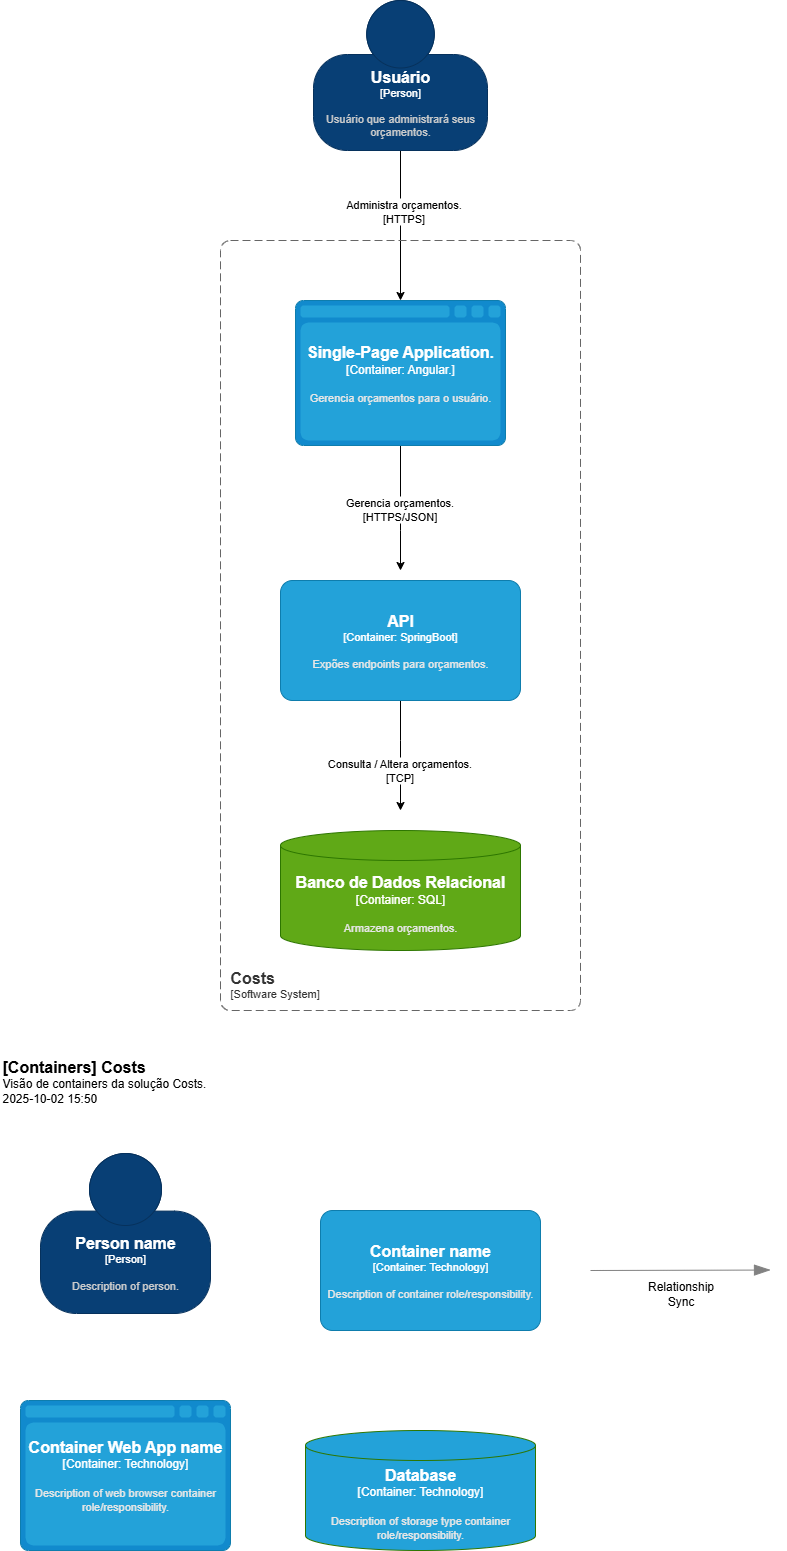 Usuário
[Person]
Usuário que administrará seus
orçamentos.
Administra orçamentos.
[HTTPS]
Single-Page Application.
[Container: Angular.]
Gerencia orçamentos para o usuário.
Gerencia orçamentos.
[HTTPS/JSON]
API
[Container: SpringBoot]
Expões endpoints para orçamentos.
Consulta / Altera orçamentos.
[TCP]
Banco de Dados Relacional
[Container: SQL]
Armazena orçamentos.
Costs
[Software System]
[Containers] Costs
Visão de containers da solução Costs.
2025-10-02 15:50
Person name
[Person]
Description of person.
Container name
[Container: Technology]
Description of container role/responsibility.
Relationship
Sync
Container Web App name
[Container: Technology]
Description of web browser container
role/responsibility.
Database
[Container: Technology]
Description of storage type container
role/responsibility.